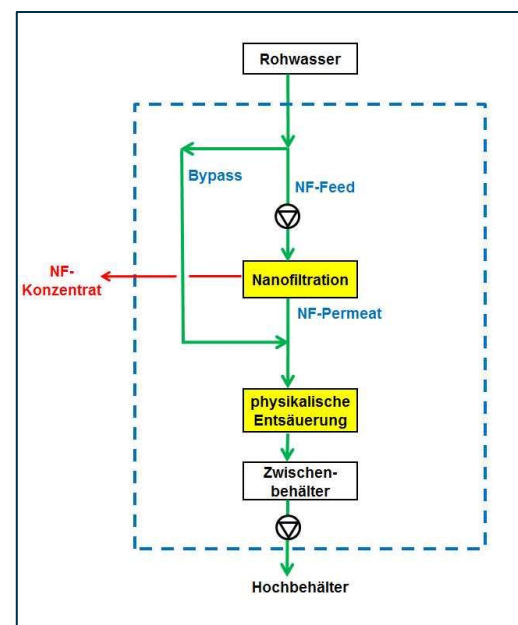 Rohwasser
Bypass
NF-Feed
NF-
Konzentrat
Nanofiltration
NF-Permeat
physikalische
Entsäuerung
Zwischen-
behälter
Hochbehälter